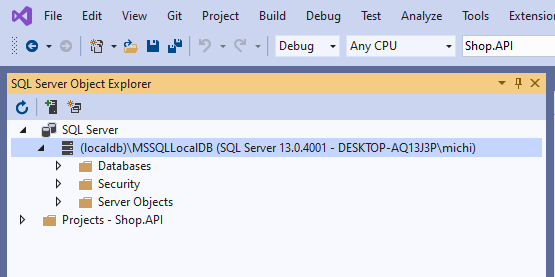 File Edit View Git Project Build Debug Test Analyze Tools Extension
Debug Any CPU Shop.API
SQL Server Object Explorer
SQL Server
(localdb)\MSSQLLocalDB (SQL Server 13.0.4001 - DESKTOP-AQ13J3P\michi)
Databases
Security
Server Objects
Projects - Shop.API